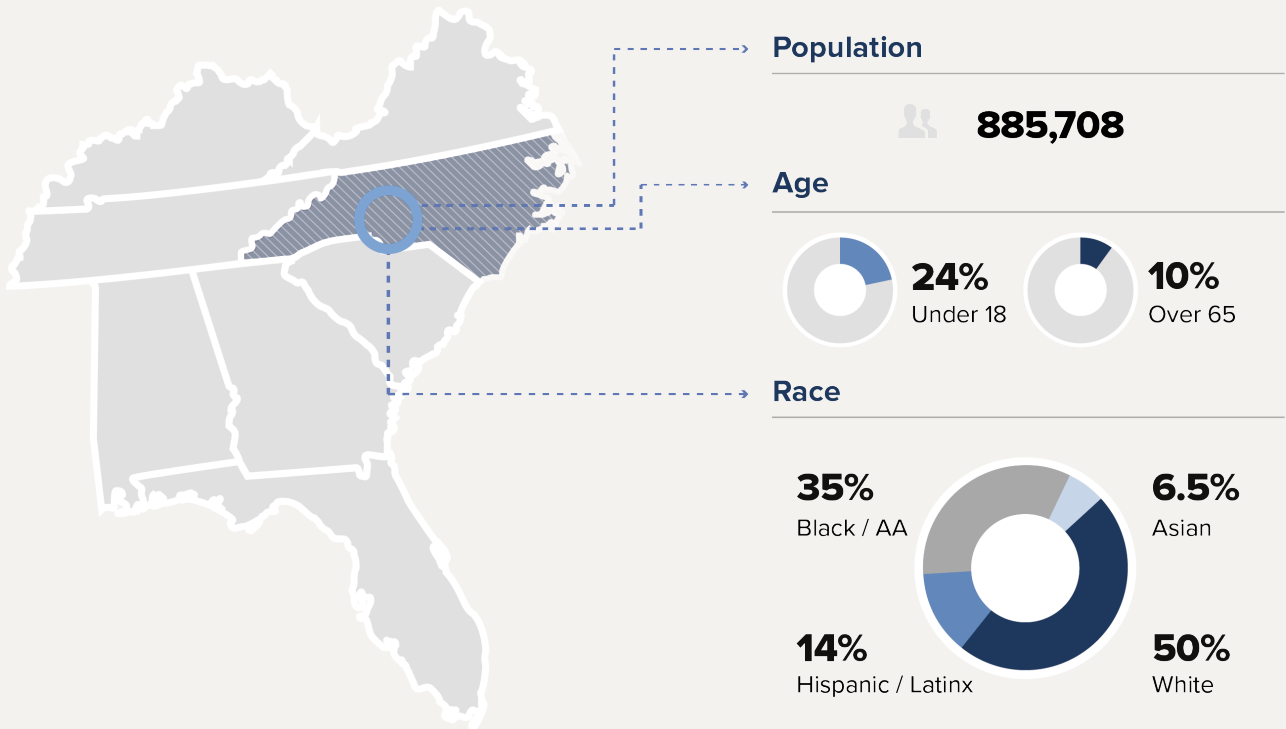 Population
885,708
Age
24%
Under 18
10%
Over 65
Race
35%
Black / AA
6.5%
Asian
14%
Hispanic / Latinx
50%
White